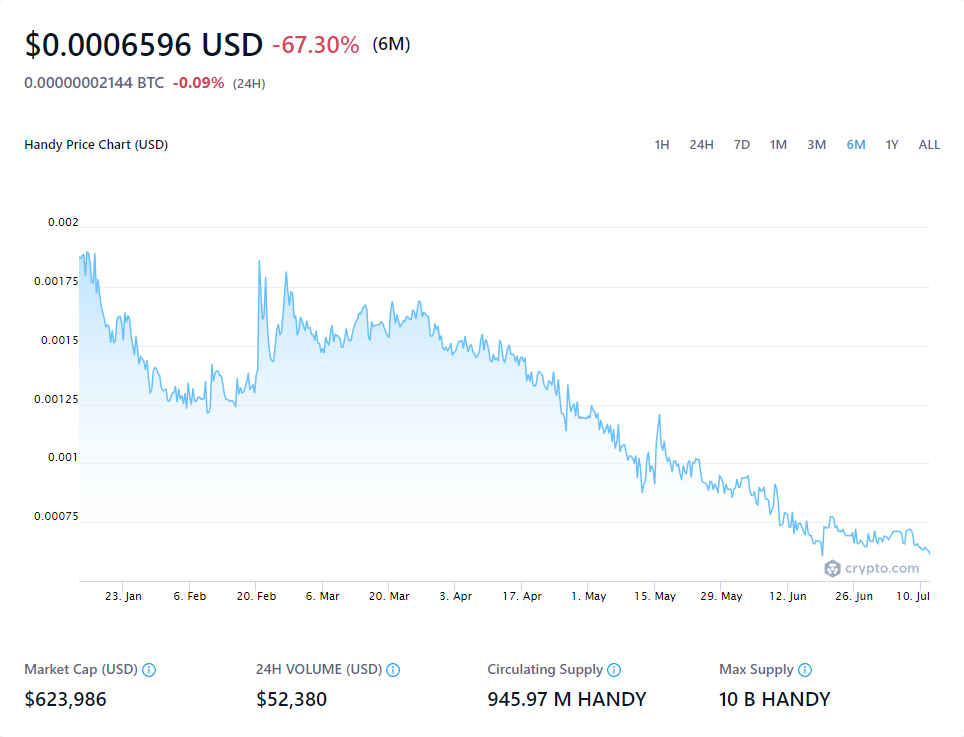 $0.0006596 USD -67.30% (6M)
0.00000002144 BTC -0.09% (24H)
Handy Price Chart (USD) 1H 24H 7D 1M 3M 6M 1Y ALL
0.002
0.00175
0.0015
0.00125
0.001
0.00075
crypto.com
23. Jan 6. Feb 20. Feb 6. Mar 20. Mar 3. Apr 17. Apr 1. May 15. May 29. May 12. Jun 26. Jun 10. Jul
Market Cap (USD) 24H VOLUME (USD) Circulating Supply Max Supply
$623,986 $52,380 945.97 M HANDY 10 B HANDY